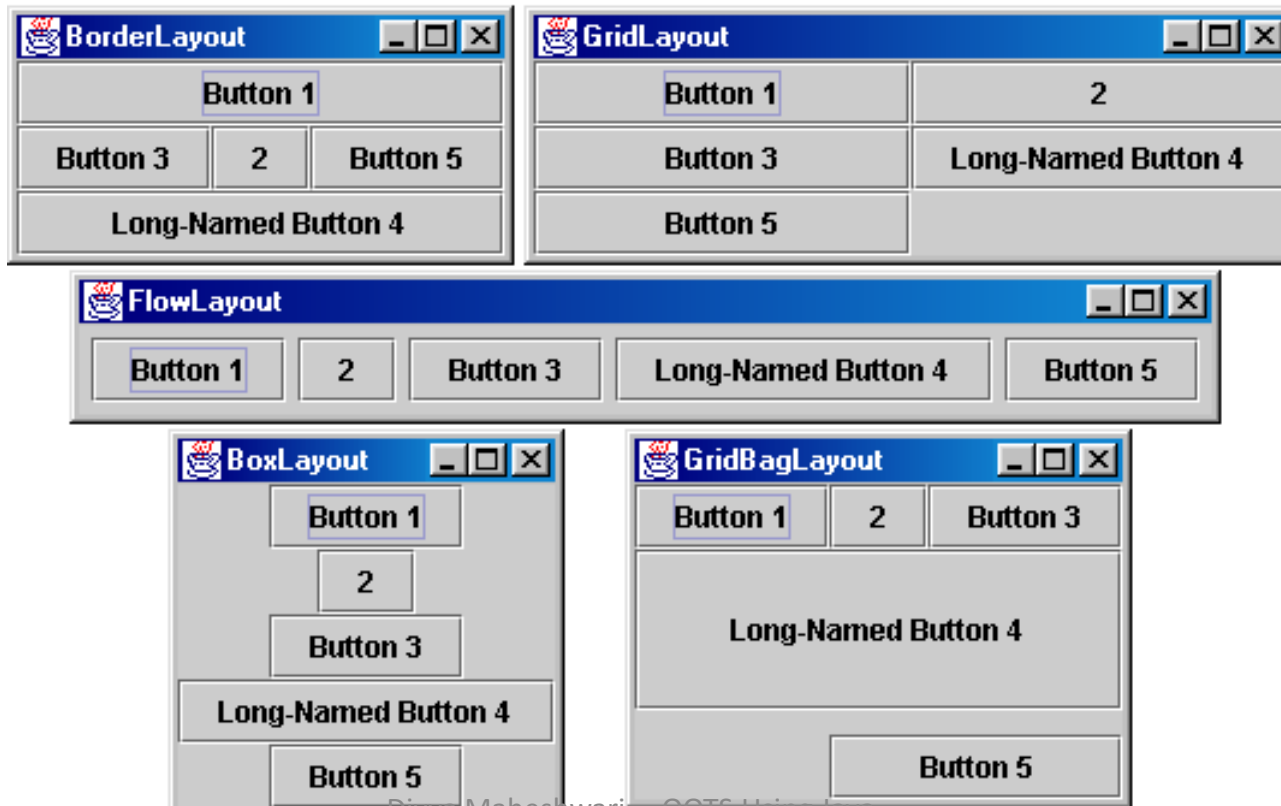 BorderLayout
Button 1
Button 3 2 Button 5
Long-Named Button 4
GridLayout
Button 1 2
Button 3 Long-Named Button 4
Button 5
FlowLayout
Button 1 2 Button 3 Long-Named Button 4 Button 5
BoxLayout
Button 1
2
Button 3
Long-Named Button 4
Button 5
GridBagLayout
Button 1 2 Button 3
Long-Named Button 4
Button 5
Maheshwari